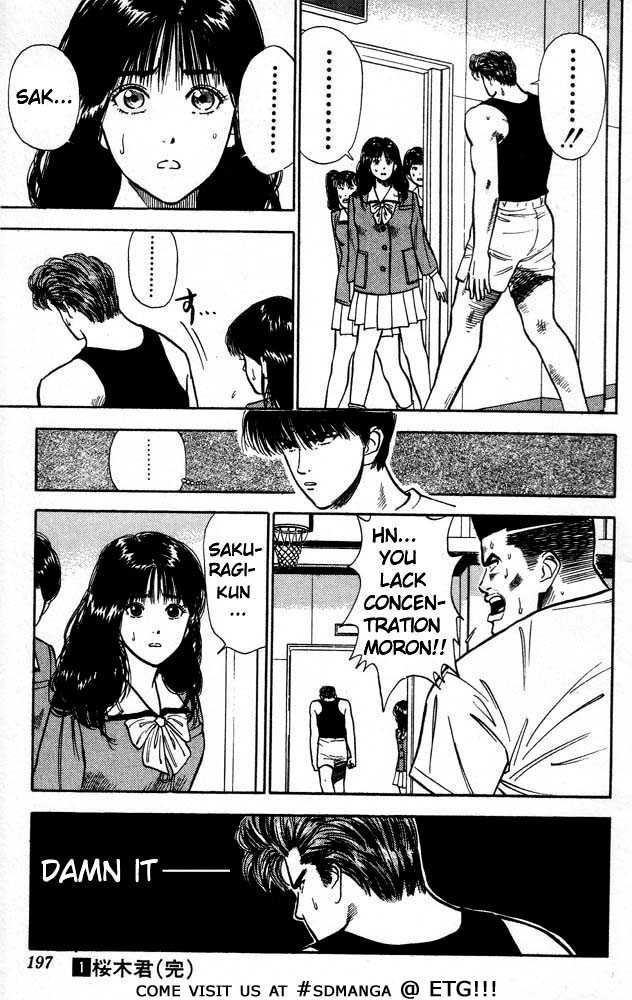 ………!!
………
………
SAK...
………
す...
………
HN...
YOU
LACK
CONCEN-
TRATION
MORON!!
SAKU-
RAGI-
KUN
...
DAMN IT——
197 1 桜木君(完)
COME VISIT US AT #SDMANGA @ ETG!!!